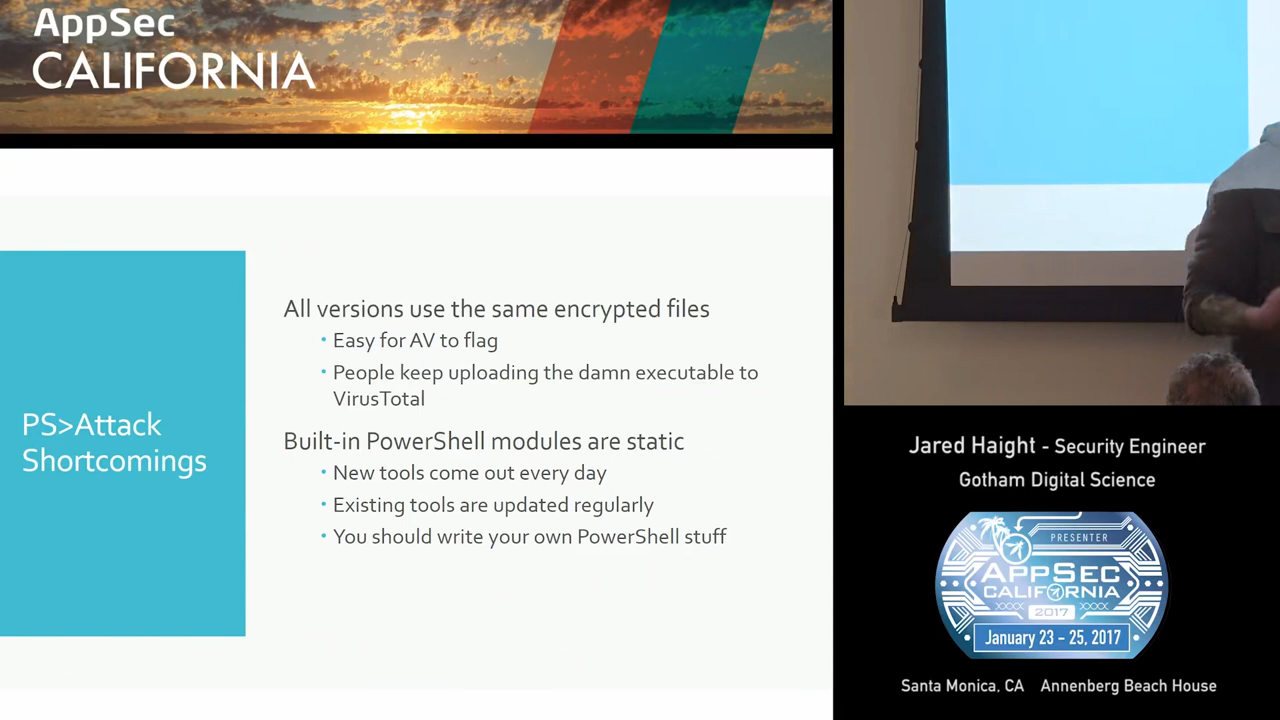 AppSec
CALIFORNIA
PS>Attack
Shortcomings
All versions use the same encrypted files
• Easy for AV to flag
• People keep uploading the damn executable to
VirusTotal
Built-in PowerShell modules are static
• New tools come out every day
• Existing tools are updated regularly
• You should write your own PowerShell stuff
Jared Haight - Security Engineer
Gotham Digital Science
PRESENTER
APPSEC
CALIFORNIA
2017
January 23 - 25, 2017
Santa Monica, CA Annenberg Beach House